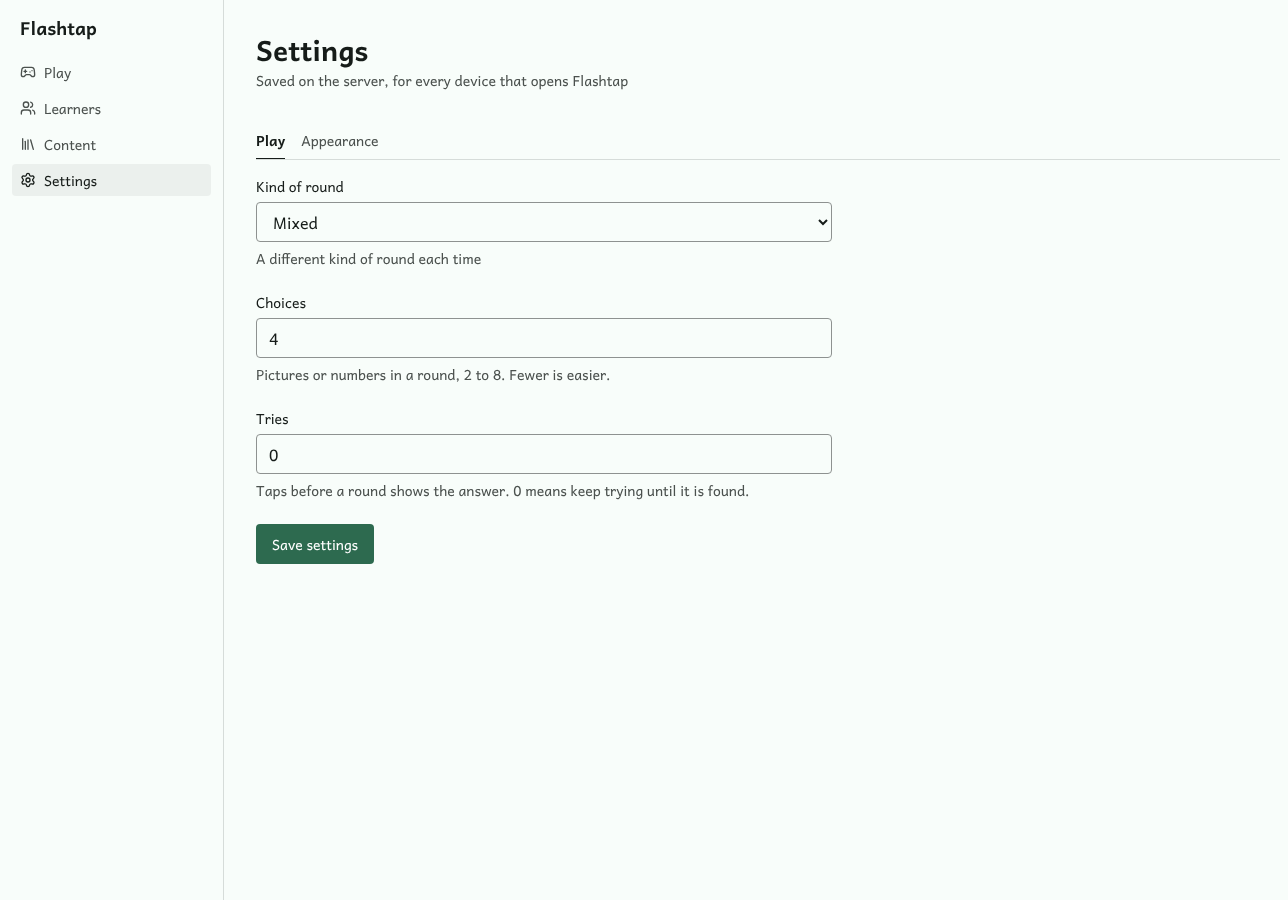 Flashtap
Play
Learners
Content
Settings
Settings
Saved on the server, for every device that opens Flashtap
Play
Appearance
Kind of round
Mixed
A different kind of round each time
Choices
4
Pictures or numbers in a round, 2 to 8. Fewer is easier.
Tries
0
Taps before a round shows the answer. 0 means keep trying until it is found.
Save settings